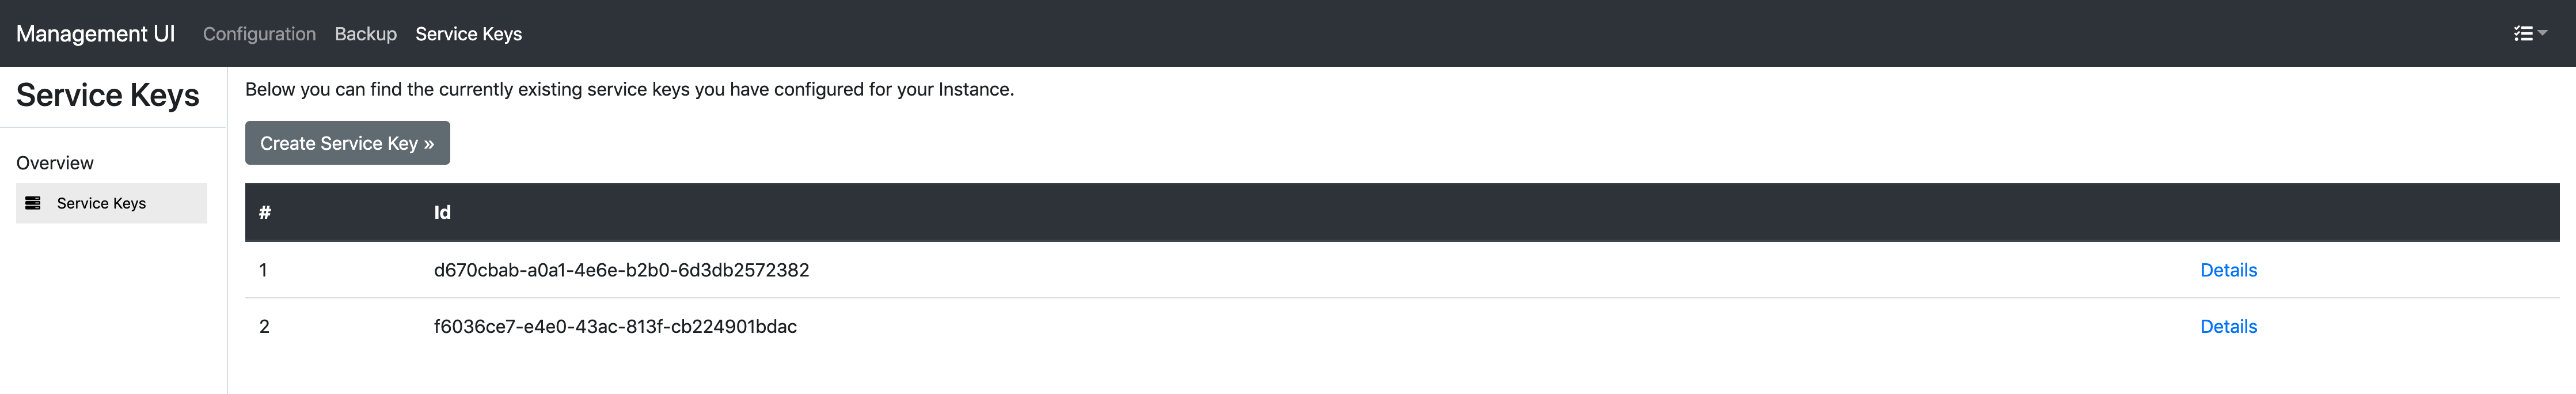 Management UI Configuration Backup Service Keys
Service Keys
Overview
Service Keys
Below you can find the currently existing service keys you have configured for your Instance.
Create Service Key »
# Id
1 d670cbab-a0a1-4e6e-b2b0-6d3db2572382 Details
2 f6036ce7-e4e0-43ac-813f-cb224901bdac Details